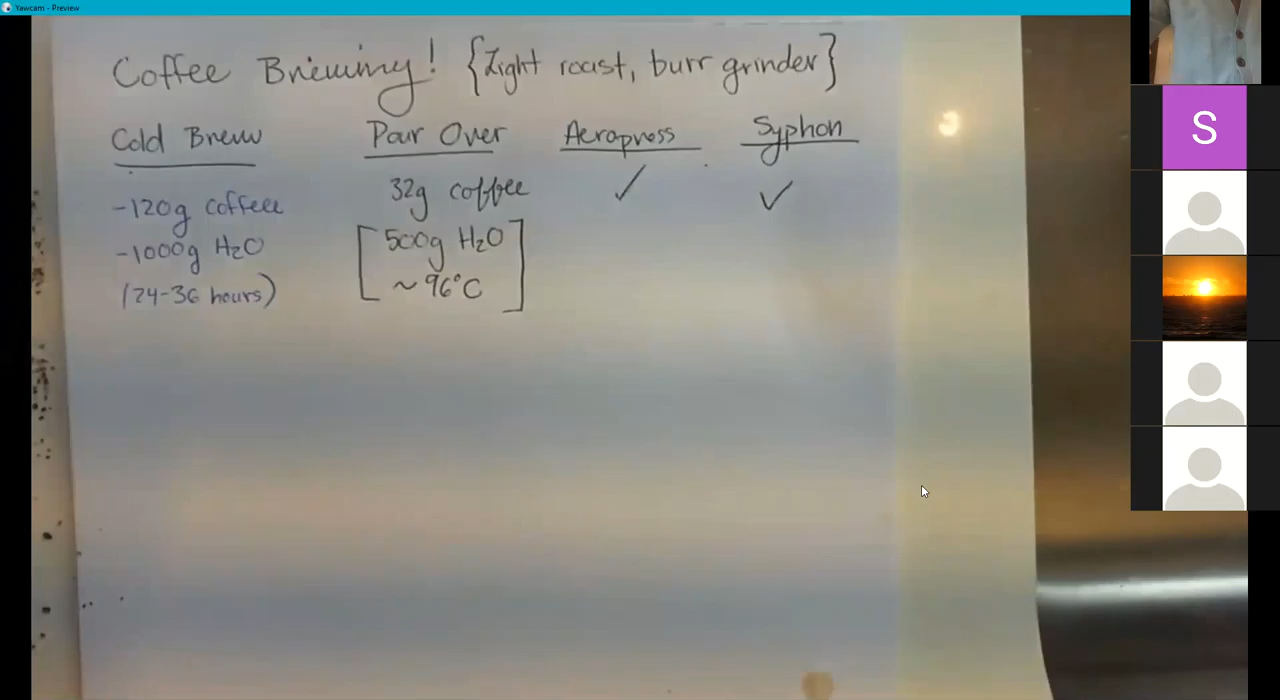 Yawcam - Preview
Coffee Brewing! {Light roast, burr grinder}
Cold Brew
-120g coffee
-1000g H₂O
(24-36 hours)
Pour Over
32g coffee
[500g H₂O
~96°C]
Aeropress
✓
Syphon
✓
S